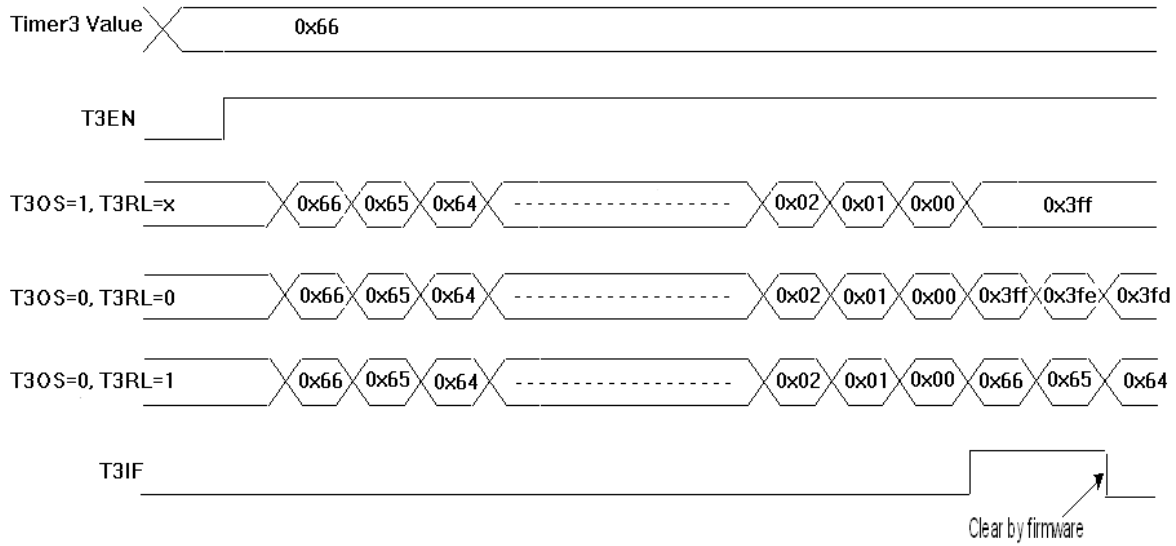 Timer3 Value 0x66
T3EN
T3OS=1, T3RL=x 0x66 0x65 0x64 0x02 0x01 0x00 0x3ff
T3OS=0, T3RL=0 0x66 0x65 0x64 0x02 0x01 0x00 0x3ff 0x3fe 0x3fd
T3OS=0, T3RL=1 0x66 0x65 0x64 0x02 0x01 0x00 0x66 0x65 0x64
T3IF
Clear by firmware